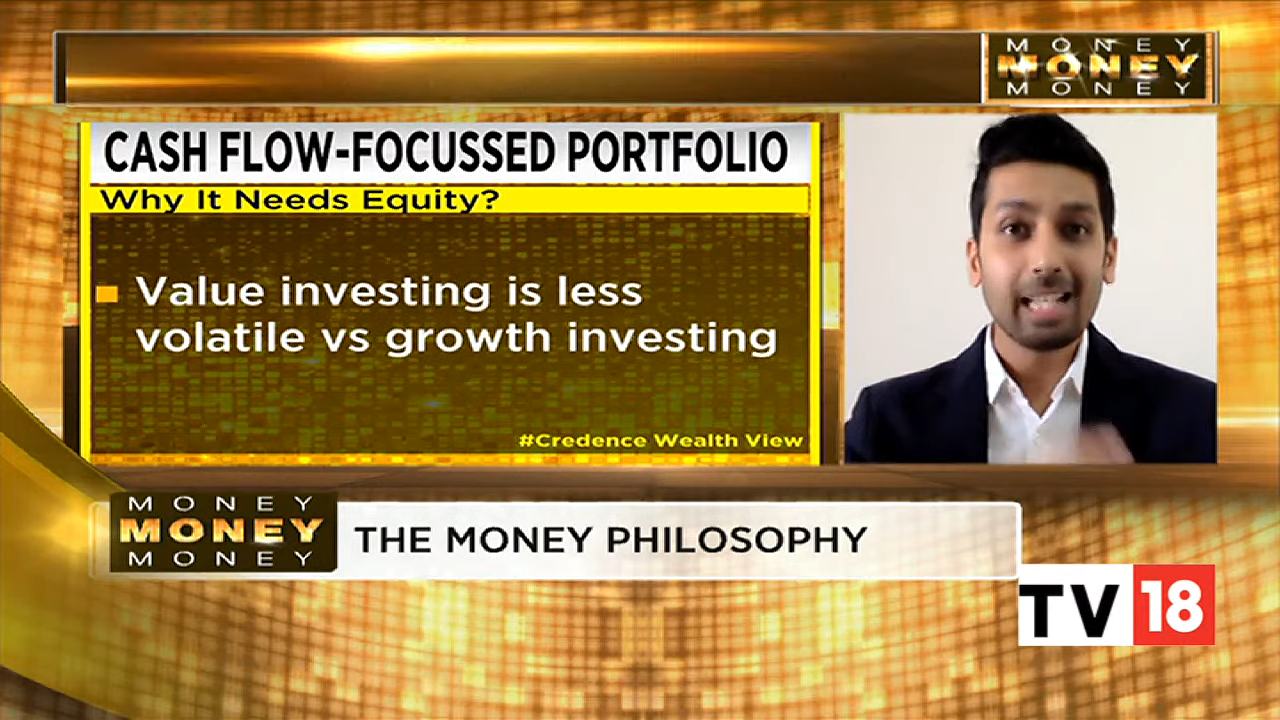 MONEY
MONEY
MONEY
CASH FLOW-FOCUSSED PORTFOLIO
Why It Needs Equity?
Value investing is less
volatile vs growth investing
#Credence Wealth View
MONEY
MONEY
MONEY
THE MONEY PHILOSOPHY
TV18